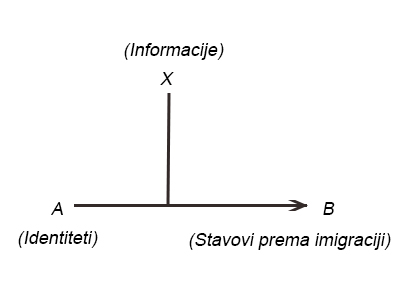 (Informacije)
X
A
B
(Identiteti)
(Stavovi prema imigraciji)